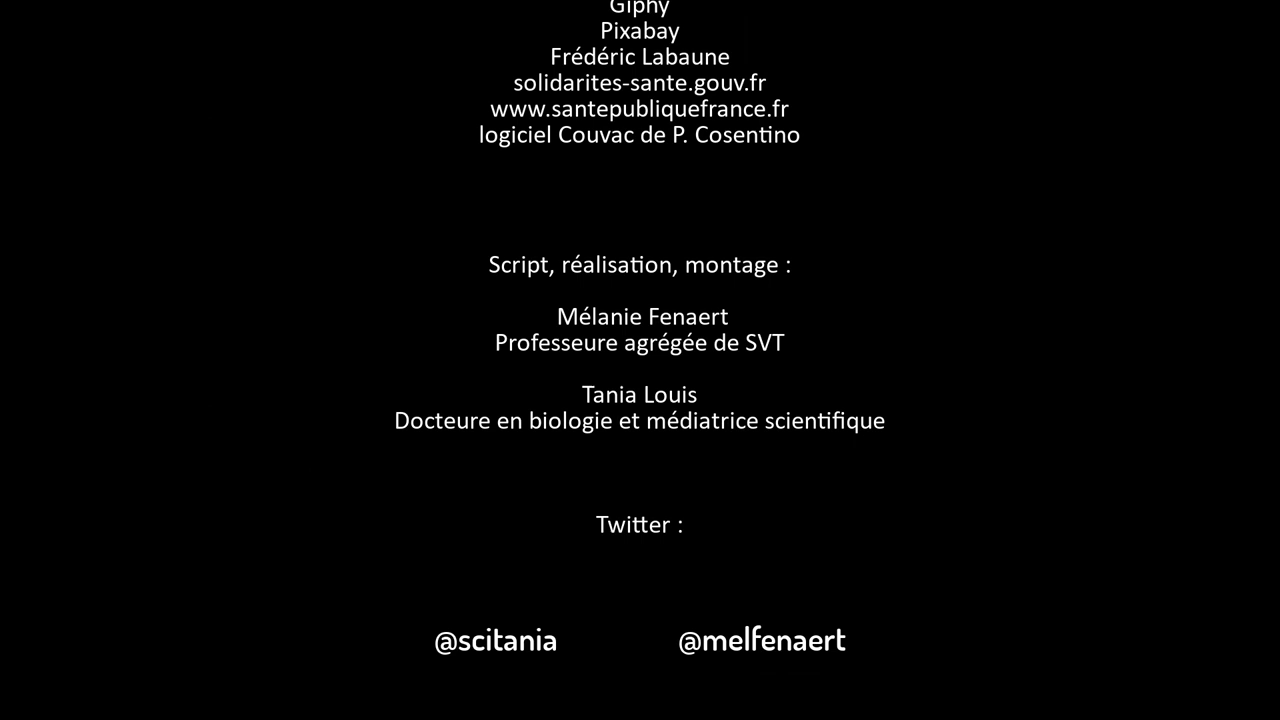 Giphy
Pixabay
Frédéric Labaune
solidarites-sante.gouv.fr
www.santepubliquefrance.fr
logiciel Couvac de P. Cosentino
Script, réalisation, montage :
Mélanie Fenaert
Professeure agrégée de SVT
Tania Louis
Docteure en biologie et médiatrice scientifique
Twitter :
@scitania @melfenaert